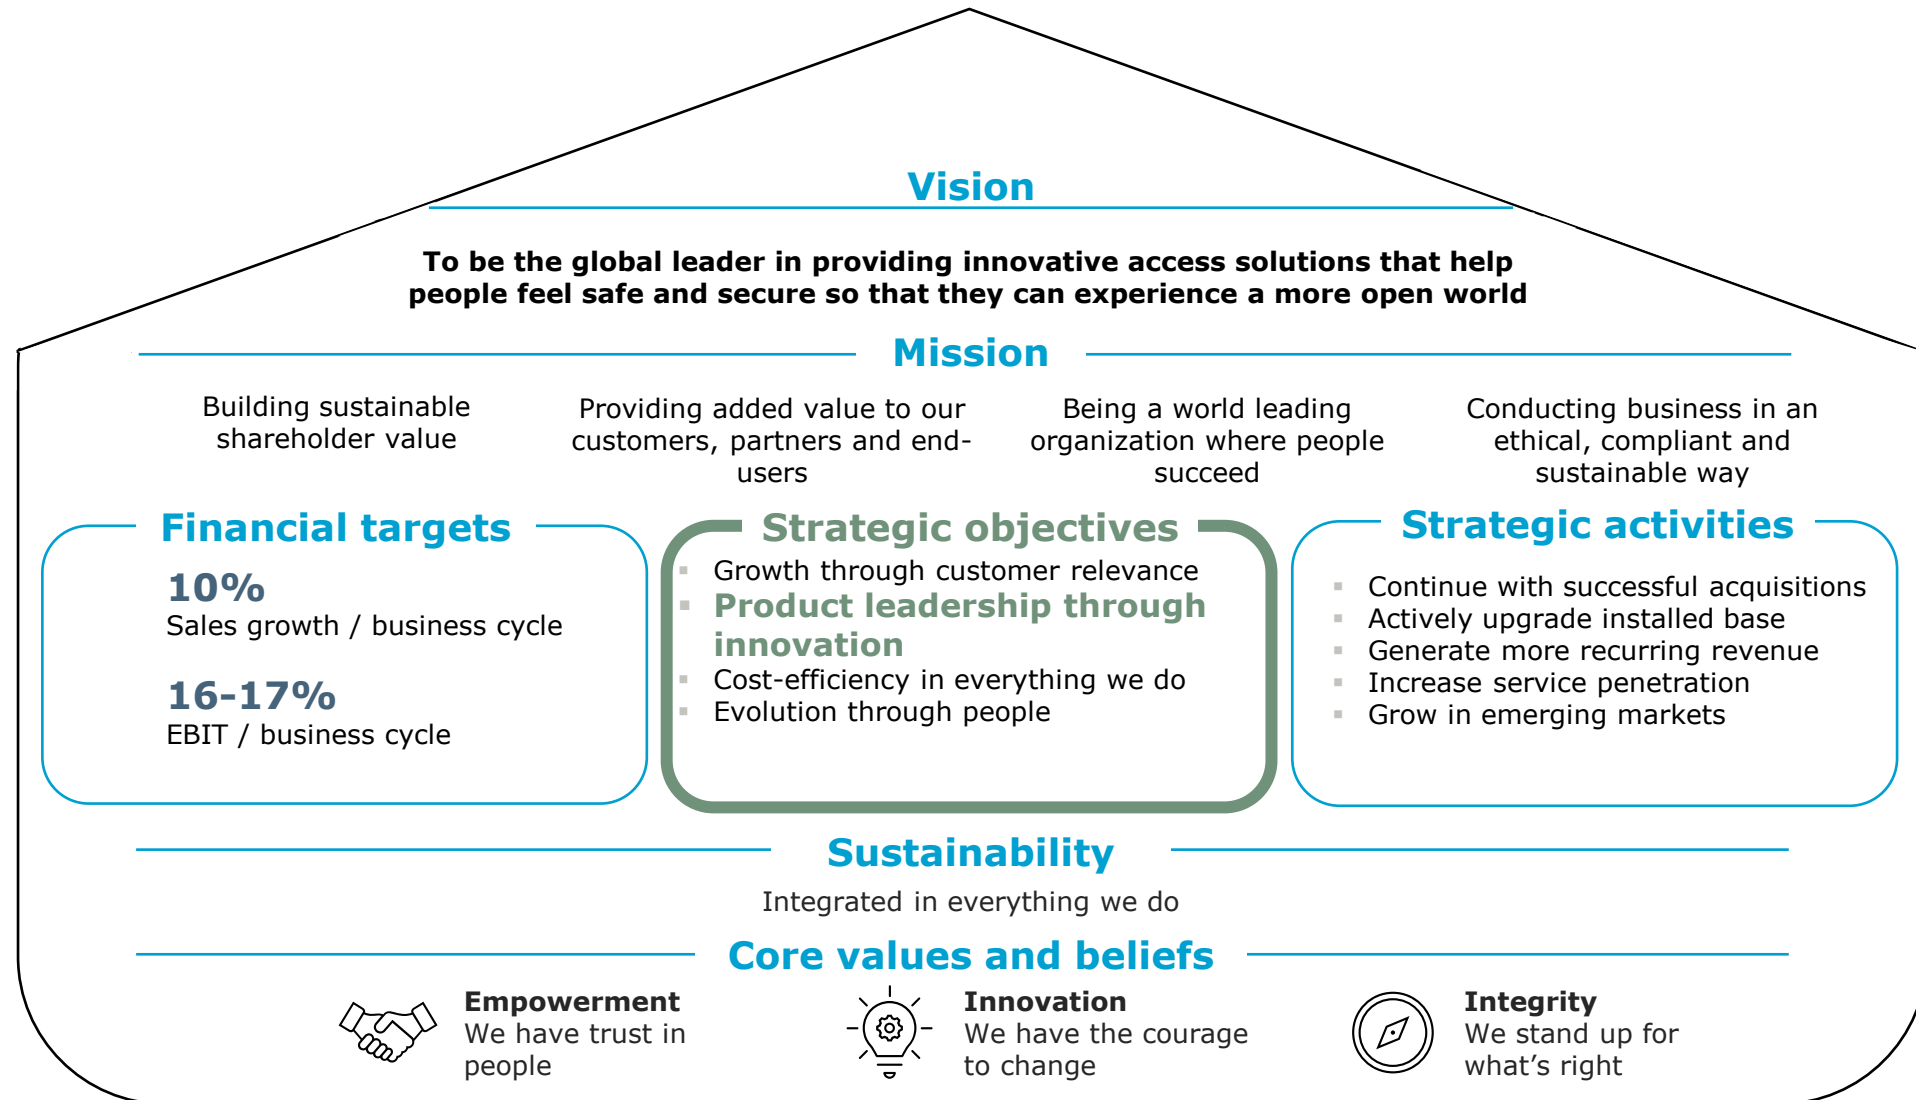 Vision
To be the global leader in providing innovative access solutions that help
people feel safe and secure so that they can experience a more open world
Mission
Building sustainable
shareholder value
Providing added value to our
customers, partners and end-
users
Being a world leading
organization where people
succeed
Conducting business in an
ethical, compliant and
sustainable way
Financial targets
10%
Sales growth / business cycle
16-17%
EBIT / business cycle
Strategic objectives
Growth through customer relevance
Product leadership through
innovation
Cost-efficiency in everything we do
Evolution through people
Strategic activities
Continue with successful acquisitions
Actively upgrade installed base
Generate more recurring revenue
Increase service penetration
Grow in emerging markets
Sustainability
Integrated in everything we do
Core values and beliefs
Empowerment
We have trust in
people
Innovation
We have the courage
to change
Integrity
We stand up for
what’s right